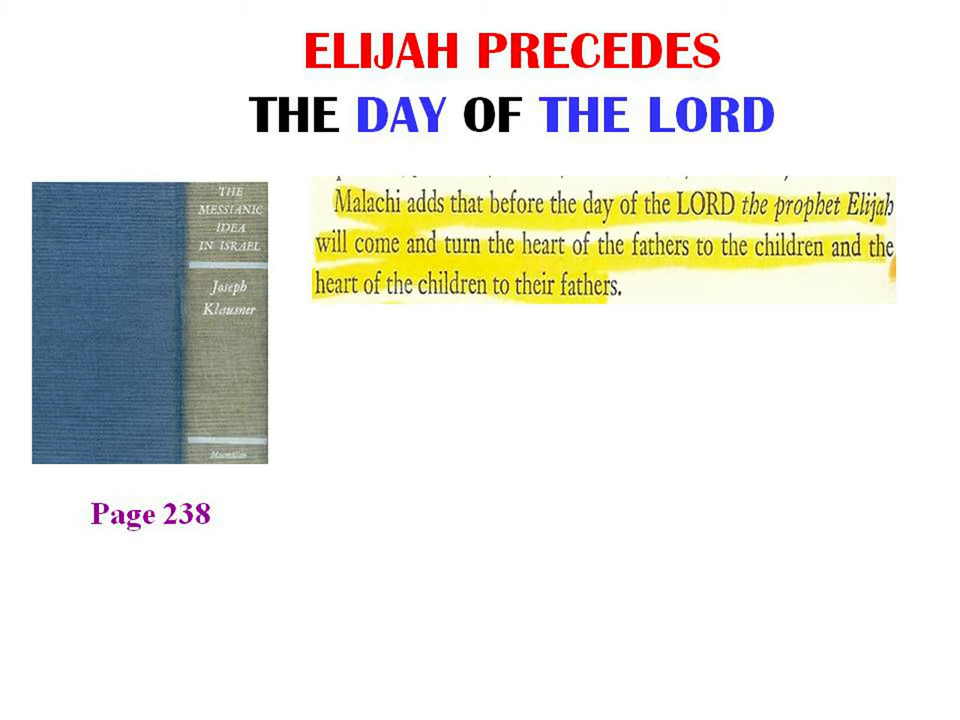 ELIJAH PRECEDES
THE DAY OF THE LORD
THE
MESSIANIC
IDEA
IN ISRAEL
Joseph
Klausner
Macmillan
Malachi adds that before the day of the LORD the prophet Elijah
will come and turn the heart of the fathers to the children and the
heart of the children to their fathers.
Page 238